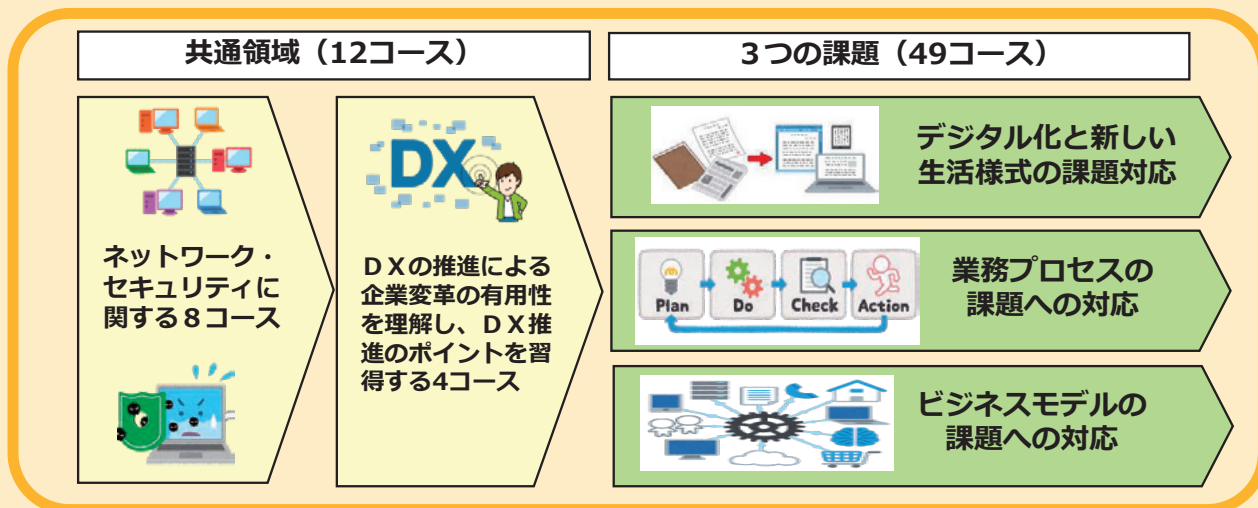 共通領域（12コース）
３つの課題（49コース）
ネットワーク・
セキュリティに
関する８コース
DX
ＤＸの推進による
企業変革の有用性
を理解し、ＤＸ推
進のポイントを習
得する4コース
デジタル化と新しい
生活様式の課題対応
Plan
Do
Check
Action
業務プロセスの
課題への対応
ビジネスモデルの
課題への対応